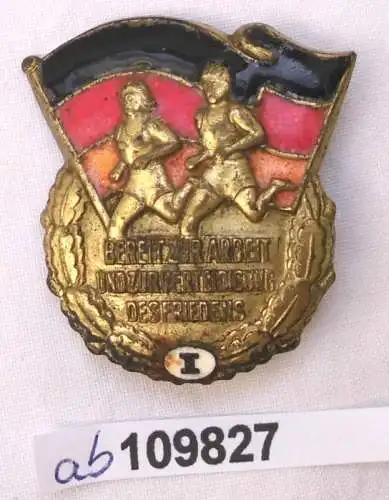 BEREIT ZUR ARBEIT
UND ZUR VERTEIDIGUNG
DES FRIEDENS
I
ab 109827